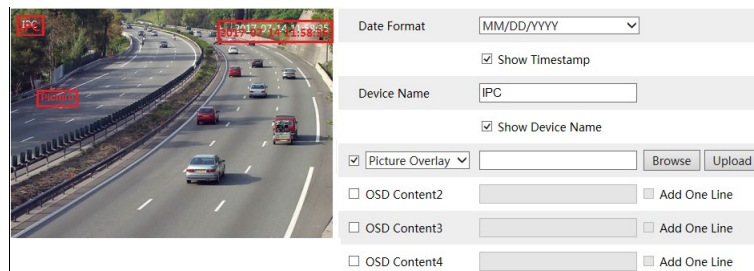 IPC
2017-07-14 11:58:35
Picture
Date Format MM/DD/YYYY
Show Timestamp
Device Name IPC
Show Device Name
Picture Overlay Browse Upload
OSD Content2 Add One Line
OSD Content3 Add One Line
OSD Content4 Add One Line